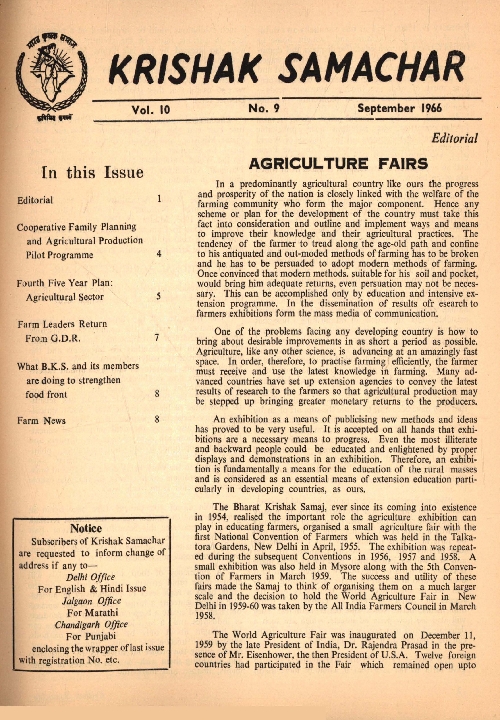 भारत कृषक समाज
KRISHAK SAMACHAR
Vol. 10 No. 9 September 1966
Editorial
In this Issue
Editorial 1
Cooperative Family Planning
and Agricultural Production
Pilot Programme 4
Fourth Five Year Plan:
Agricultural Sector 5
Farm Leaders Return
From G.D.R. 7
What B.K.S. and its members
are doing to strengthen
food front 8
Farm News 8
Notice
Subscribers of Krishak Samachar
are requested to inform change of
address if any to—
Delhi Office
For English & Hindi Issue
Jalgaon Office
For Marathi
Chandigarh Office
For Punjabi
enclosing the wrapper of last issue
with registration No. etc.
AGRICULTURE FAIRS
In a predominantly agricultural country like ours the progress
and prosperity of the nation is closely linked with the welfare of the
farming community who form the major component. Hence any
scheme or plan for the development of the country must take this
fact into consideration and outline and implement ways and means
to improve their knowledge and their agricultural practices. The
tendency of the farmer to tread along the age-old path and confine
to his antiquated and out-moded methods of farming has to be broken
and he has to be persuaded to adopt modern methods of farming.
Once convinced that modern methods. suitable for his soil and pocket,
would bring him adequate returns, even persuation may not be neces-
sary. This can be accomplished only by education and intensive ex-
tension programme. In the dissemination of results ofr esearch to
farmers exhibitions form the mass media of communication.
One of the problems facing any developing country is how to
bring about desirable improvements in as short a period as possible.
Agriculture, like any other science, is advancing at an amazingly fast
space. In order, therefore, to practise farming efficiently, the farmer
must receive and use the latest knowledge in farming. Many ad-
vanced countries have set up extension agencies to convey the latest
results of research to the farmers so that agricultural production may
be stepped up bringing greater monetary returns to the producers.
An exhibition as a means of publicising new methods and ideas
has proved to be very useful. It is accepted on all hands that exhi-
bitions are a necessary means to progress. Even the most illiterate
and backward people could be educated and enlightened by proper
displays and demonstrations in an exhibition. Therefore, an exhibi-
tion is fundamentally a means for the education of the rural masses
and is considered as an essential means of extension education parti-
cularly in developing countries, as ours.
The Bharat Krishak Samaj, ever since its coming into existence
in 1954, realised the important role the agriculture exhibition can
play in educating farmers, organised a small agriculture fair with the
first National Convention of Farmers which was held in the Talka-
tora Gardens, New Delhi in April, 1955. The exhibition was repeat-
ed during the subsequent Conventions in 1956, 1957 and 1958. A
small exhibition was also held in Mysore along with the 5th Conven-
tion of Farmers in March 1959. The success and utility of these
fairs made the Samaj to think of organising them on a much larger
scale and the decision to hold the World Agriculture Fair in New
Delhi in 1959-60 was taken by the All India Farmers Council in March
1958.
The World Agriculture Fair was inaugurated on December 11,
1959 by the late President of India, Dr. Rajendra Prasad in the pre-
sence of Mr. Eisenhower, the then President of U.S.A. Twelve foreign
countries had participated in the Fair which remained open upto